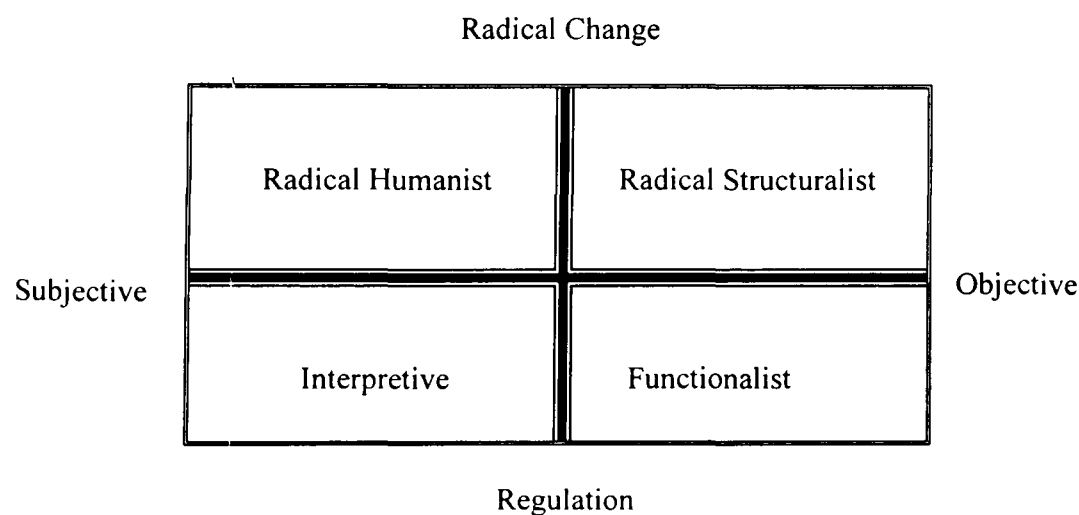 Radical Change
Radical Humanist
Radical Structuralist
Subjective
Objective
Interpretive
Functionalist
Regulation